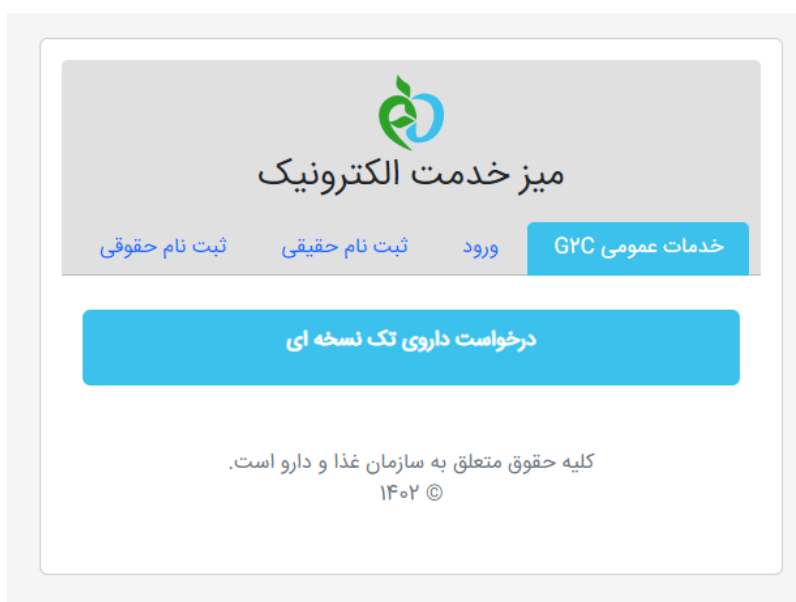 میز خدمت الکترونیک
خدمات عمومی G۲C ورود ثبت نام حقیقی ثبت نام حقوقی
درخواست داروی تک نسخه ای
کلیه حقوق متعلق به سازمان غذا و دارو است.
© ۱۴۰۲